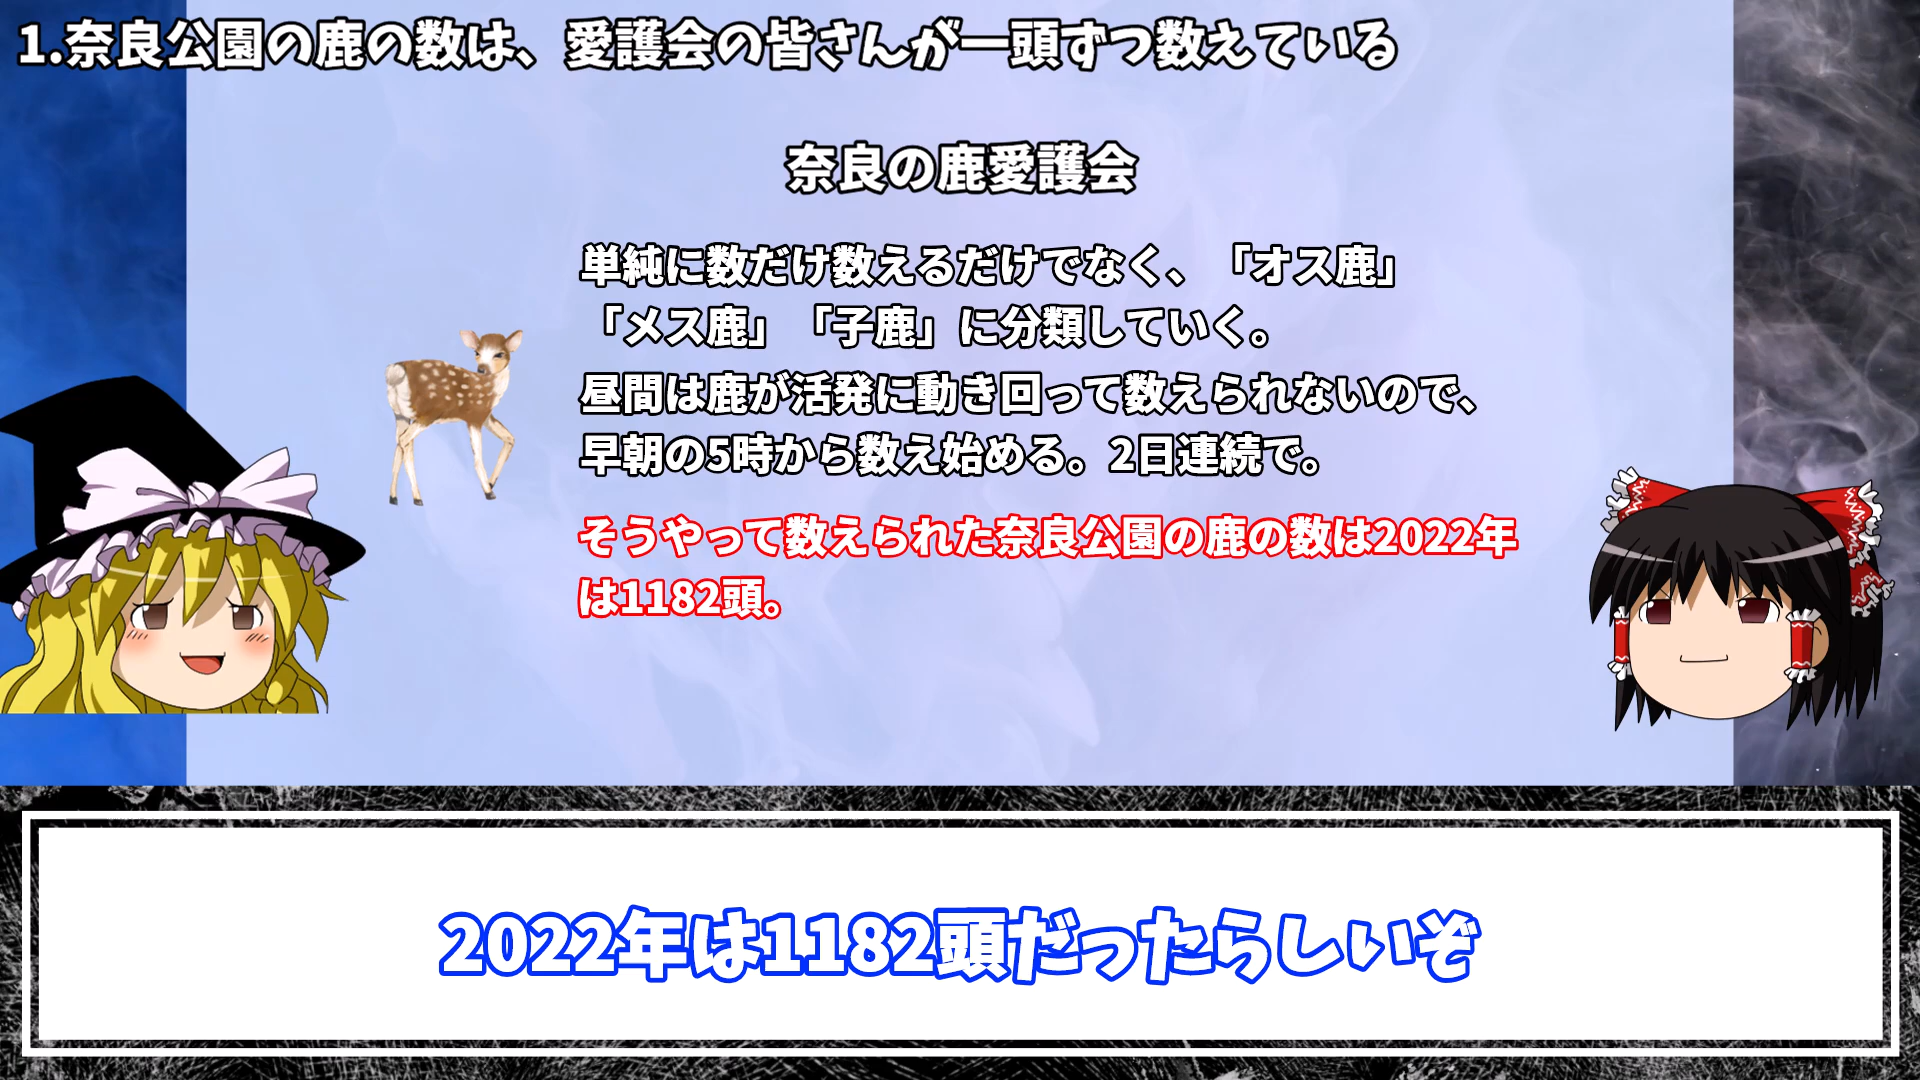 1.奈良公園の鹿の数は、愛護会の皆さんが一頭ずつ数えている
奈良の鹿愛護会
単純に数だけ数えるだけでなく、「オス鹿」
「メス鹿」「子鹿」に分類していく。
昼間は鹿が活発に動き回って数えられないので、
早朝の5時から数え始める。2日連続で。
そうやって数えられた奈良公園の鹿の数は2022年
は1182頭。
2022年は1182頭だったらしいぞ